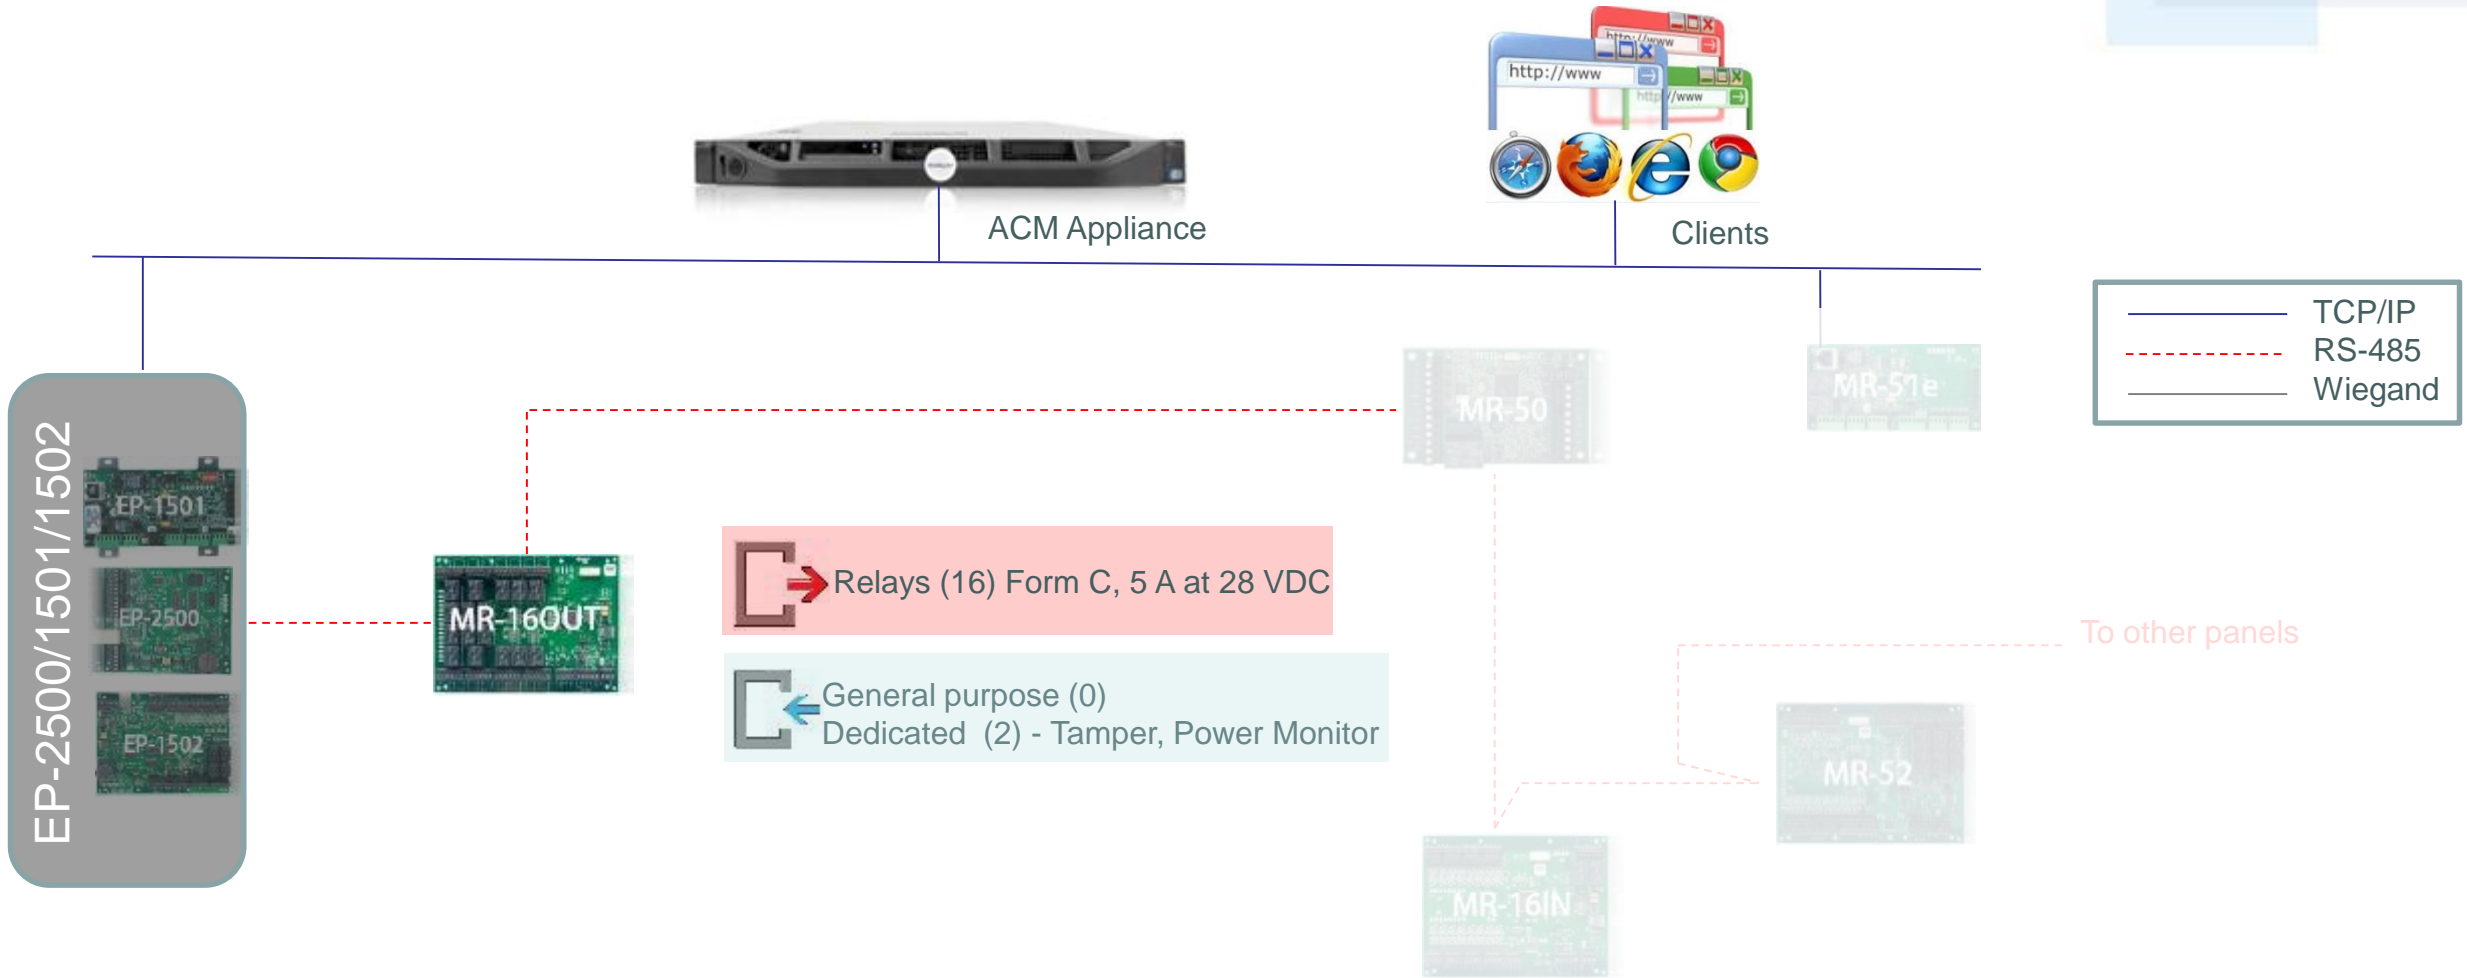 http://www
http://www
http://www
ACM Appliance
Clients
TCP/IP
RS-485
Wiegand
EP-2500/1501/1502
EP-1501
EP-2500
EP-1502
MR-16OUT
MR-50
MR-51e
Relays (16) Form C, 5 A at 28 VDC
General purpose (0)
Dedicated (2) - Tamper, Power Monitor
To other panels
MR-52
MR-16IN